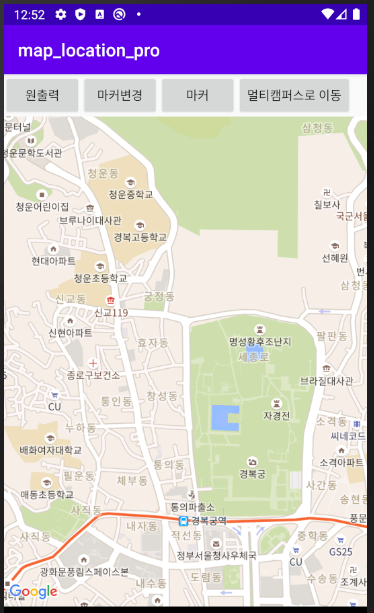 12:52
map_location_pro
원출력 마커변경 마커 멀티캠퍼스로 이동
문터널
삼청동
청운문학도서관
청운동
청운중학교
칠보사
청운어린이집
브루나이대사관
국군서울
경복고등학교
현대아파트
선혜원
청운초등학교
삼청동
신교동
궁정동
신교119
신현아파트
효자동
명성황후조난지
팔판동
세종로
종로구보건소
브라질대사관
CU
통인동
창성동
자경전
누하동
소격동
씨네코드
배화여자대학교
통의동
소격아파트
필운동
체부동
경복궁
사간동
매동초등학교
통의파출소
송현동
사직동
내자동
경복궁역
풍문
사직동
적선동
중학동
정부서울청사우체국
GS25
광화문풍림스페이스본
CU
Google
내수동
도렴동
수송동
조계사